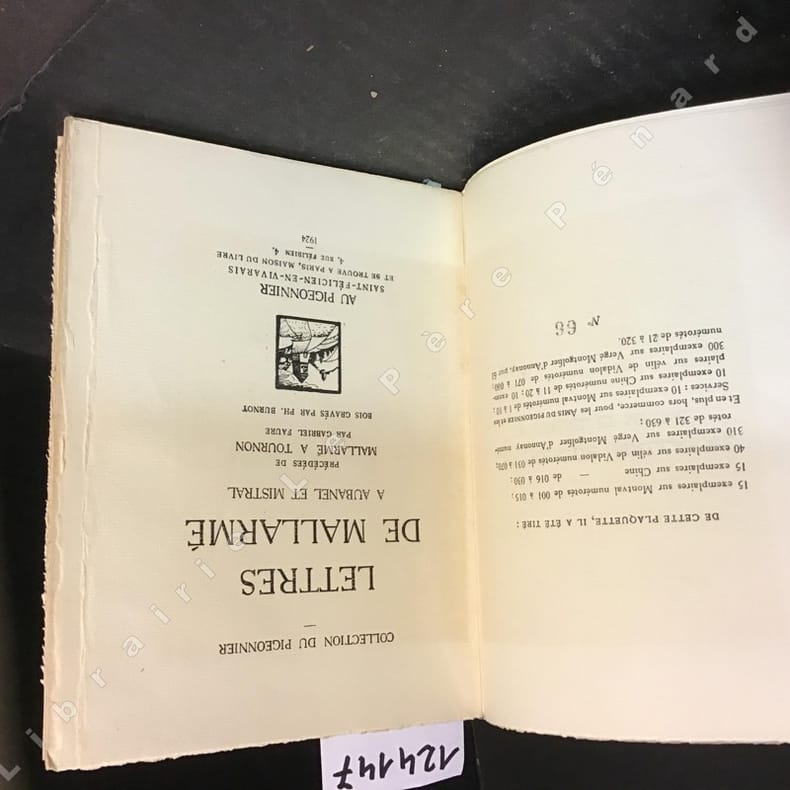 COLLECTION DU PIGEONNIER
—
LETTRES
DE MALLARMÉ
A AUBANEL ET MISTRAL
PRÉCÉDÉES DE
MALLARMÉ A TOURNON
PAR GABRIEL FAURE
BOIS GRAVÉS PAR PH. BURNOT
AU PIGEONNIER
SAINT-FÉLICIEN-EN-VIVARAIS
ET SE TROUVE A PARIS, MAISON DU LIVRE
4, RUE FÉLIBIEN 4,
—
1924
DE CETTE PLAQUETTE, IL A ÉTÉ TIRÉ :
15 exemplaires sur Montval numérotés de 001 à 015 ;
15 exemplaires sur Chine — de 016 à 030 ;
40 exemplaires sur vélin de Vidalon numérotés de 031 à 070 ;
310 exemplaires sur Vergé Montgolfier d'Annonay numé-
rotés de 321 à 630 ;
Et en plus, hors commerce, pour les AMIS DU PIGEONNIER et les
Services : 10 exemplaires sur Montval numérotés de 1 à 10 ;
10 exemplaires sur Chine numérotés de 11 à 20 ; 10 exem-
plaires sur vélin de Vidalon numérotés de 071 à 080 ;
300 exemplaires sur Vergé Montgolfier d'Annonay, pur fil
numérotés de 21 à 320.
N° 66
124147
Librairie Le Père Pénard